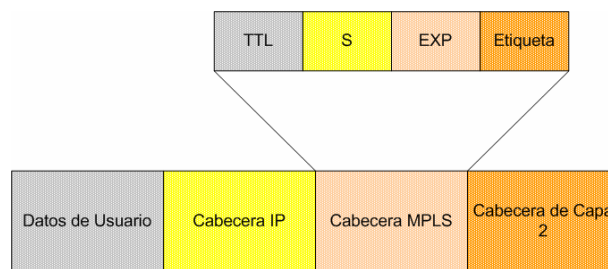 TTL
S
EXP
Etiqueta
Datos de Usuario
Cabecera IP
Cabecera MPLS
Cabecera de Capa
2